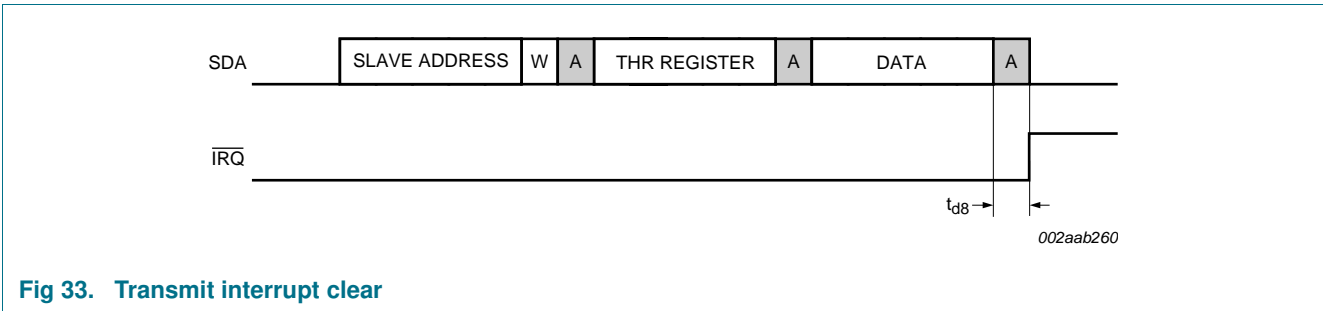 SDA SLAVE ADDRESS W A THR REGISTER A DATA A
IRQ
td8
002aab260
Fig 33. Transmit interrupt clear